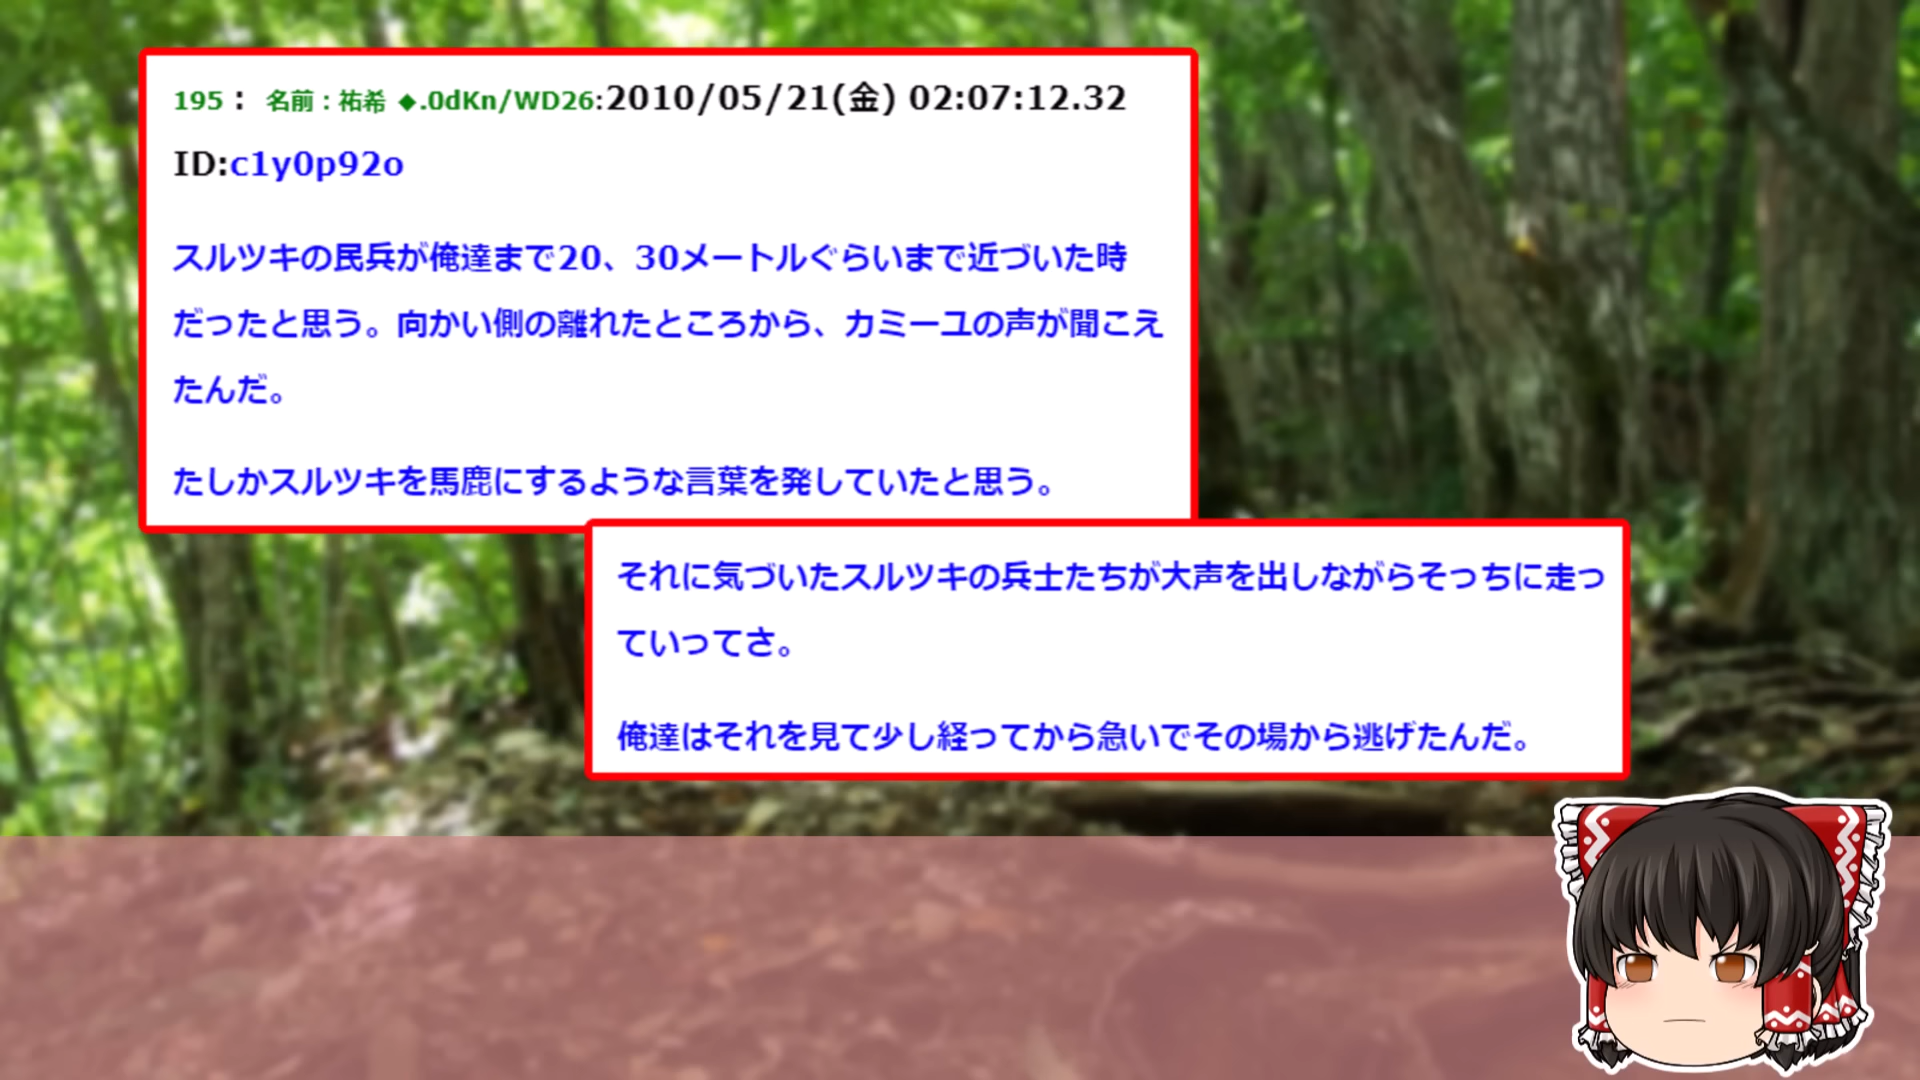 195： 名前：祐希 ◆.0dKn/WD26:2010/05/21(金) 02:07:12.32
ID:c1y0p92o
スルツキの民兵が俺達まで20、30メートルぐらいまで近づいた時
だったと思う。向かい側の離れたところから、カミーユの声が聞こえ
たんだ。
たしかスルツキを馬鹿にするような言葉を発していたと思う。
それに気づいたスルツキの兵士たちが大声を出しながらそっちに走っ
ていってさ。
俺達はそれを見て少し経ってから急いでその場から逃げたんだ。